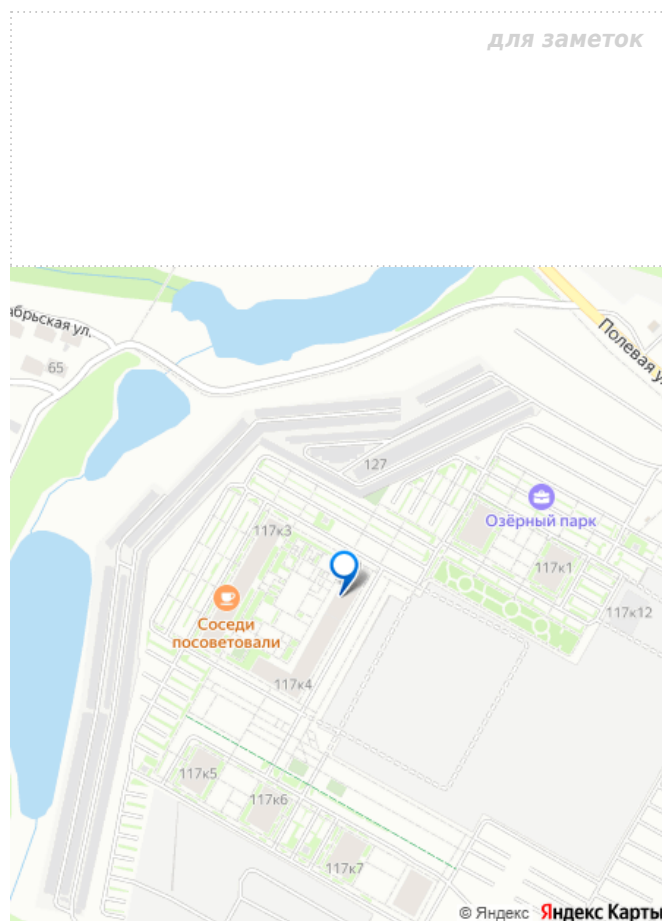 для заметок
абрьская ул.
Полевая у
65
127
Озёрный парк
117к3
117к1
117к12
Соседи
посоветовали
117к4
117к5
117к6
117к7
© Яндекс Яндекс Карты